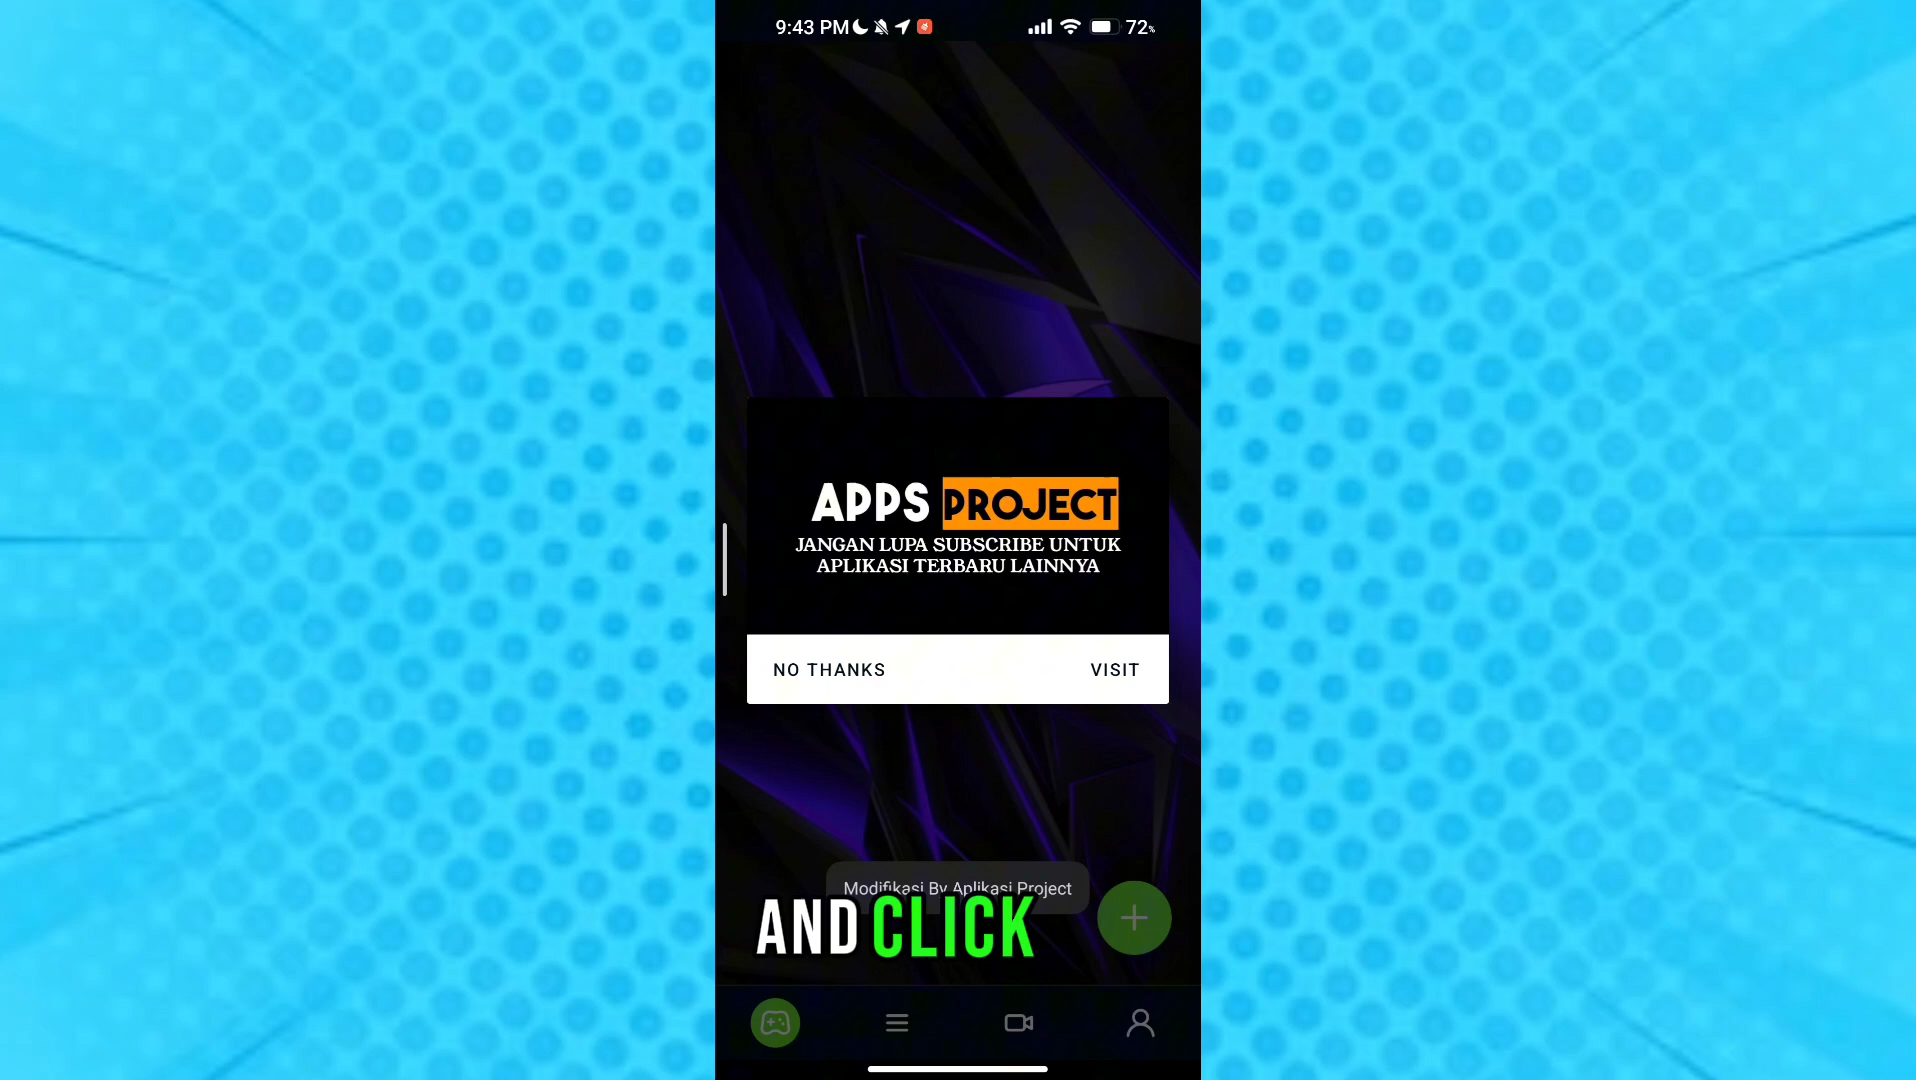 9:43 PM
72%
APPS PROJECT
JANGAN LUPA SUBSCRIBE UNTUK
APLIKASI TERBARU LAINNYA
NO THANKS
VISIT
Modifikasi By Aplikasi Project
AND CLICK